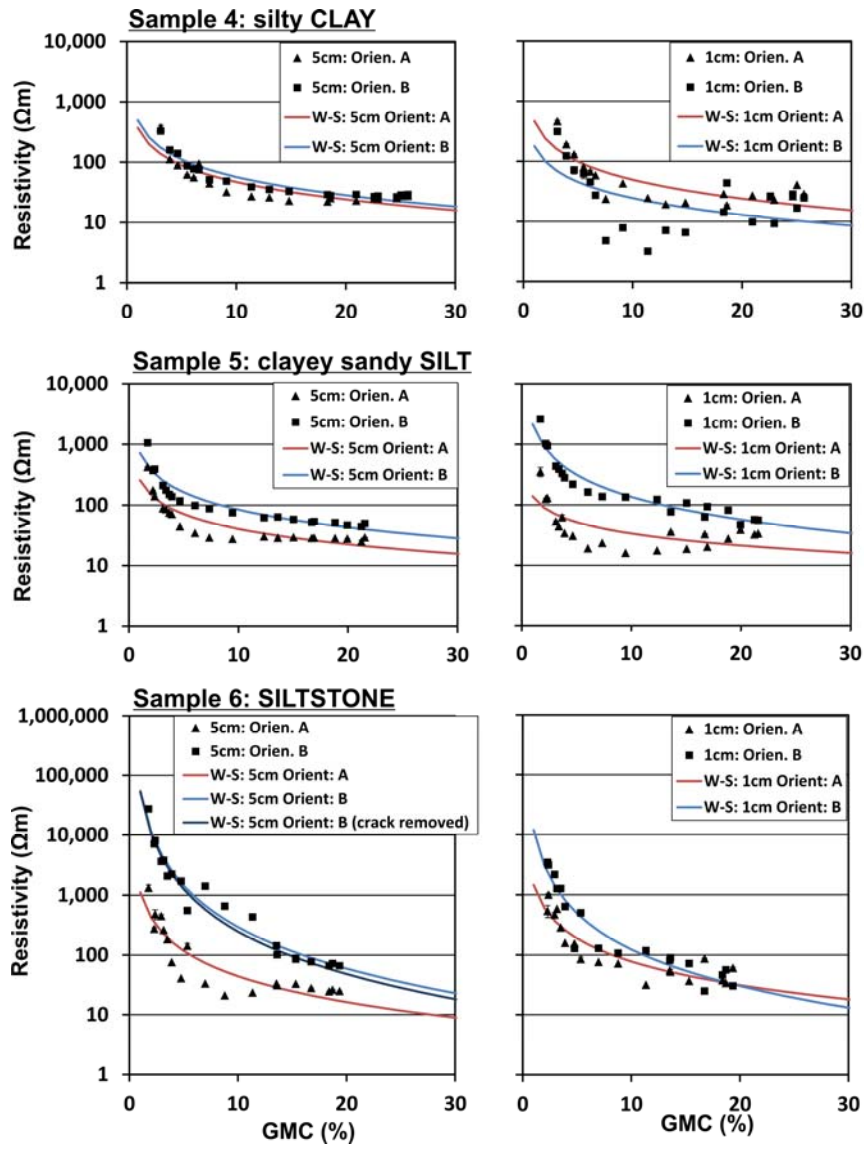 Sample 4: silty CLAY
Resistivity (Ωm)
10,000
1,000
100
10
1
0 10 20 30
5cm: Orien. A
5cm: Orien. B
W-S: 5cm Orient: A
W-S: 5cm Orient: B
1cm: Orien. A
1cm: Orien. B
W-S: 1cm Orient: A
W-S: 1cm Orient: B
0 10 20 30
Sample 5: clayey sandy SILT
Resistivity (Ωm)
10,000
1,000
100
10
1
0 10 20 30
5cm: Orien. A
5cm: Orien. B
W-S: 5cm Orient: A
W-S: 5cm Orient: B
1cm: Orien. A
1cm: Orien. B
W-S: 1cm Orient: A
W-S: 1cm Orient: B
0 10 20 30
Sample 6: SILTSTONE
Resistivity (Ωm)
1,000,000
100,000
10,000
1,000
100
10
1
0 10 20 30
GMC (%)
5cm: Orien. A
5cm: Orien. B
W-S: 5cm Orient: A
W-S: 5cm Orient: B
W-S: 5cm Orient: B (crack removed)
1cm: Orien. A
1cm: Orien. B
W-S: 1cm Orient: A
W-S: 1cm Orient: B
0 10 20 30
GMC (%)